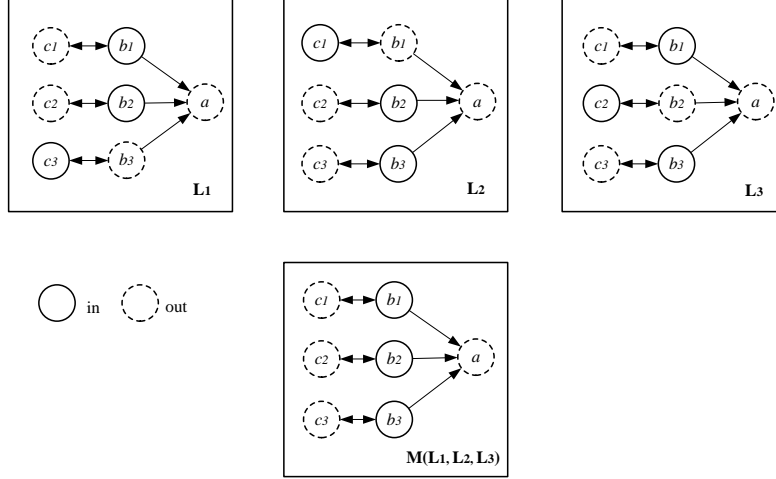 c1 b1
c2 b2 a
c3 b3
L1
c1 b1
c2 b2 a
c3 b3
L2
c1 b1
c2 b2 a
c3 b3
L3
in out
c1 b1
c2 b2 a
c3 b3
M(L1, L2, L3)